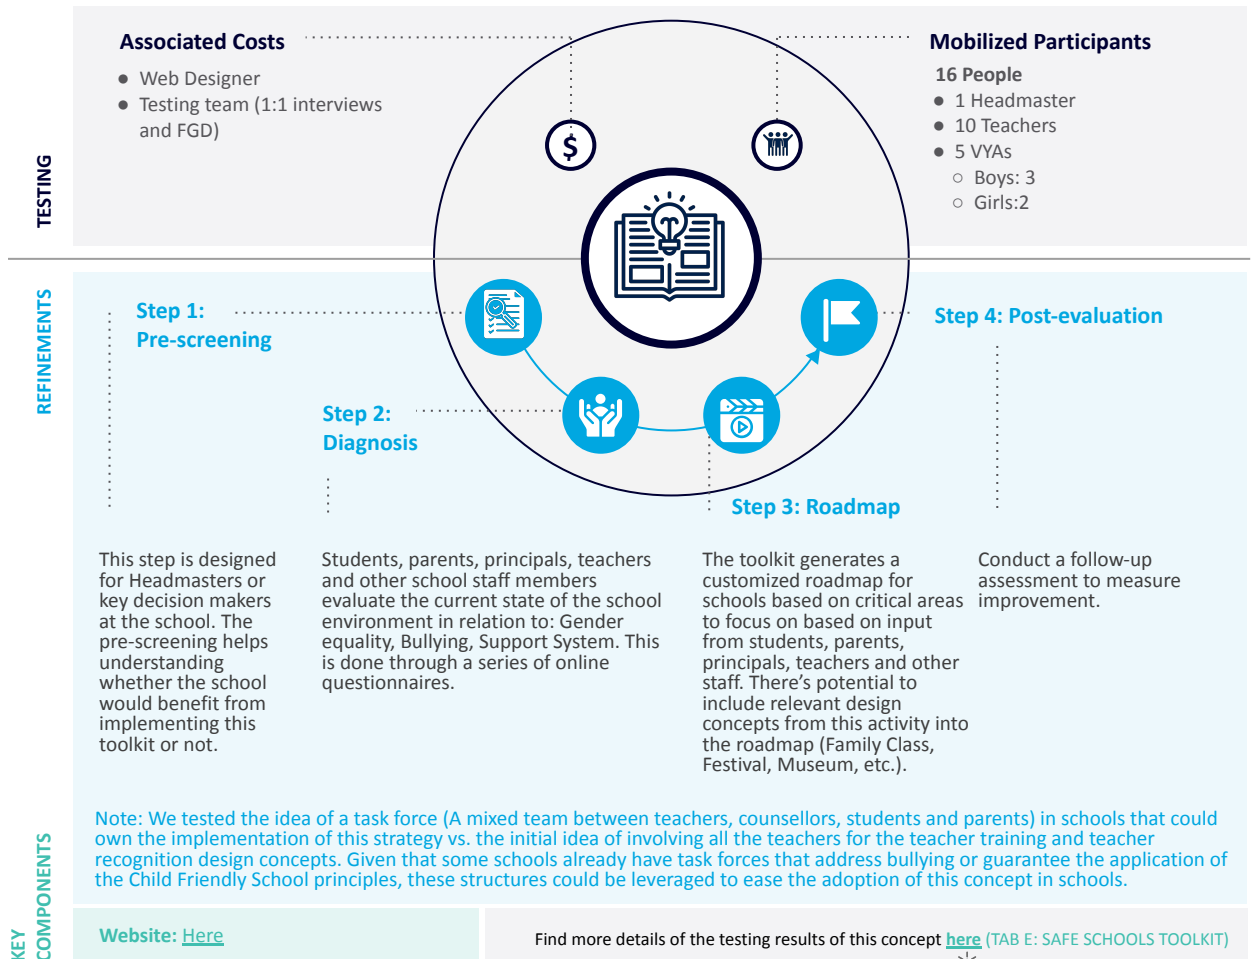 TESTING
Associated Costs
● Web Designer
● Testing team (1:1 interviews
and FGD)
$
Mobilized Participants
16 People
● 1 Headmaster
● 10 Teachers
● 5 VYAs
○ Boys: 3
○ Girls:2
REFINEMENTS
Step 1:
Pre-screening
Step 2:
Diagnosis
Step 3: Roadmap
Step 4: Post-evaluation
This step is designed
for Headmasters or
key decision makers
at the school. The
pre-screening helps
understanding
whether the school
would benefit from
implementing this
toolkit or not.
Students, parents, principals, teachers
and other school staff members
evaluate the current state of the school
environment in relation to: Gender
equality, Bullying, Support System. This
is done through a series of online
questionnaires.
The toolkit generates a
customized roadmap for
schools based on critical areas
to focus on based on input
from students, parents,
principals, teachers and other
staff. There’s potential to
include relevant design
concepts from this activity into
the roadmap (Family Class,
Festival, Museum, etc.).
Conduct a follow-up
assessment to measure
improvement.
Note: We tested the idea of a task force (A mixed team between teachers, counsellors, students and parents) in schools that could
own the implementation of this strategy vs. the initial idea of involving all the teachers for the teacher training and teacher
recognition design concepts. Given that some schools already have task forces that address bullying or guarantee the application of
the Child Friendly School principles, these structures could be leveraged to ease the adoption of this concept in schools.
KEY
COMPONENTS
Website: Here
Find more details of the testing results of this concept here (TAB E: SAFE SCHOOLS TOOLKIT)